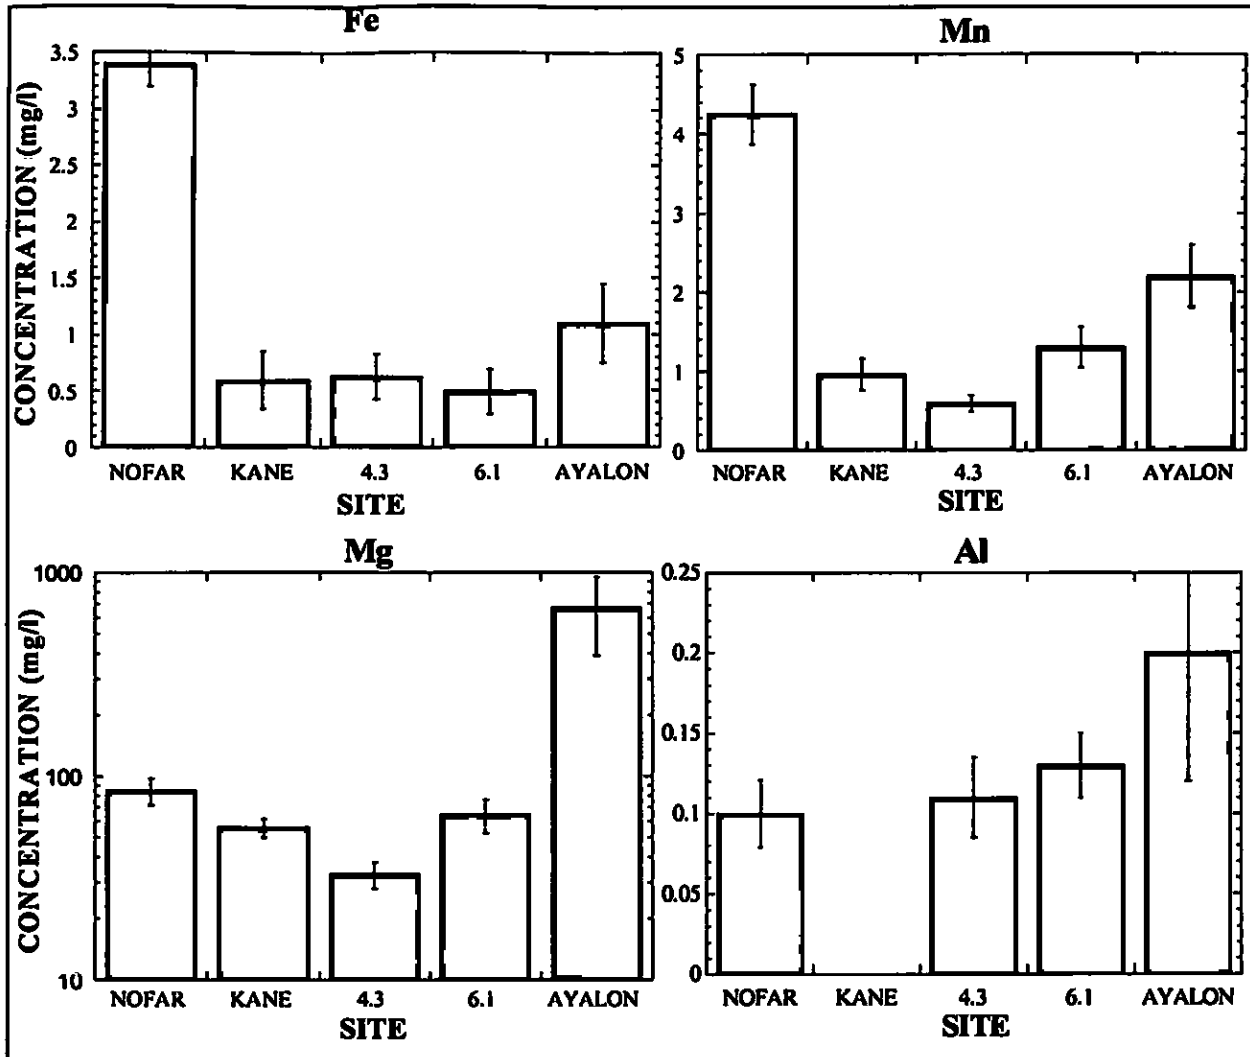 Fe
CONCENTRATION (mg/l)
3.5
3
2.5
2
1.5
1
0.5
0
NOFAR KANE 4.3 6.1 AYALON
SITE
Mn
5
4
3
2
1
0
NOFAR KANE 4.3 6.1 AYALON
SITE
Mg
CONCENTRATION (mg/l)
1000
100
10
NOFAR KANE 4.3 6.1 AYALON
SITE
Al
0.25
0.2
0.15
0.1
0.05
0
NOFAR KANE 4.3 6.1 AYALON
SITE